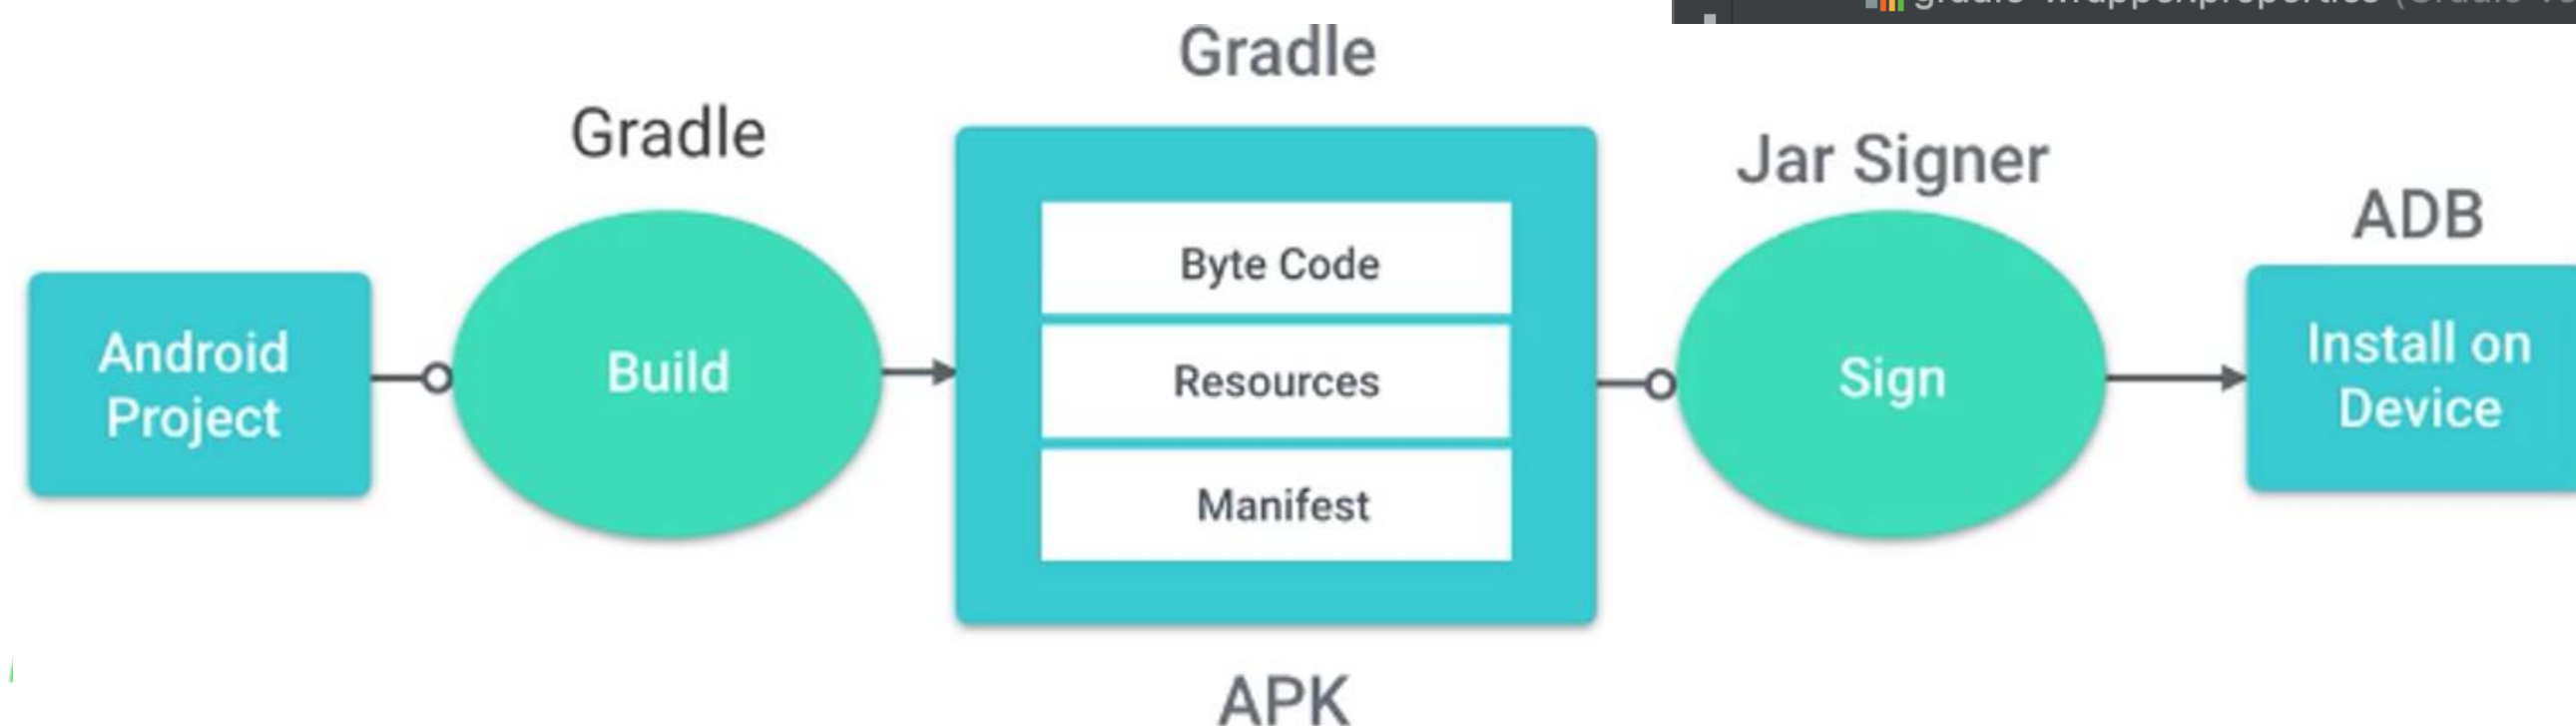 Gradle
Gradle
Jar Signer
ADB
Android
Project
Build
Byte Code
Resources
Manifest
Sign
Install on
Device
APK